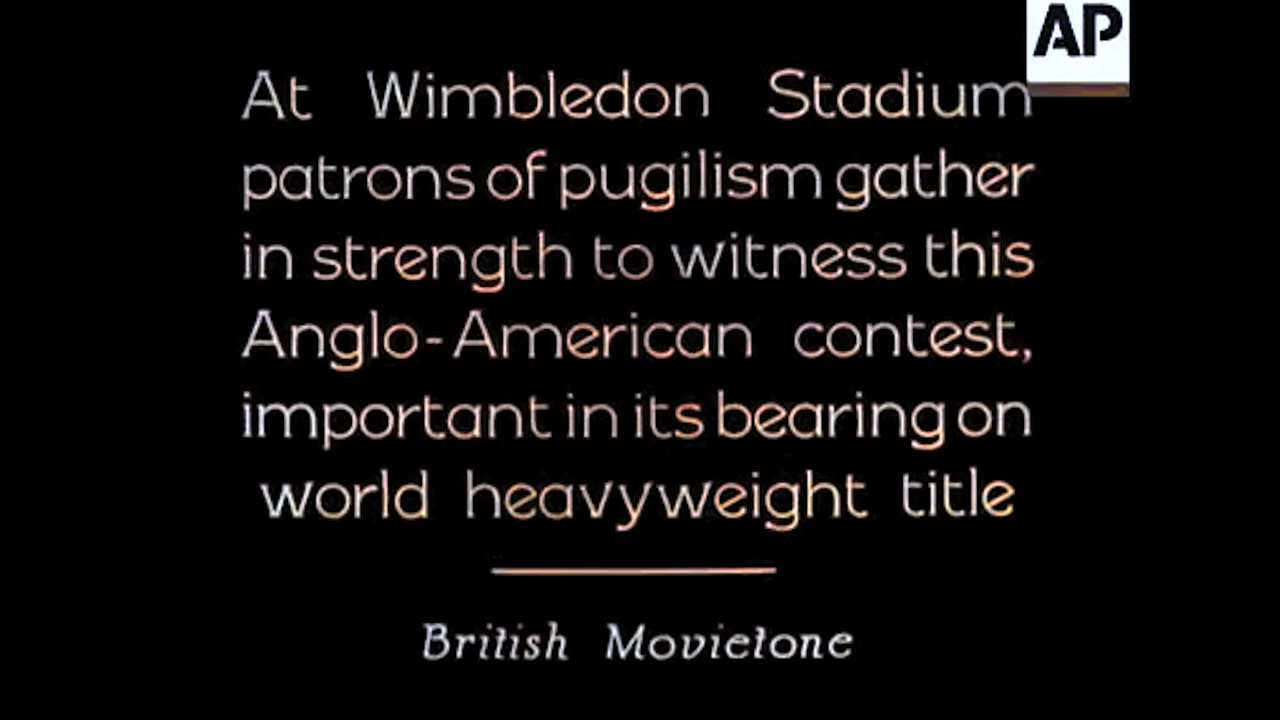 AP
At Wimbledon Stadium
patrons of pugilism gather
in strength to witness this
Anglo-American contest,
important in its bearing on
world heavyweight title
British Movietone